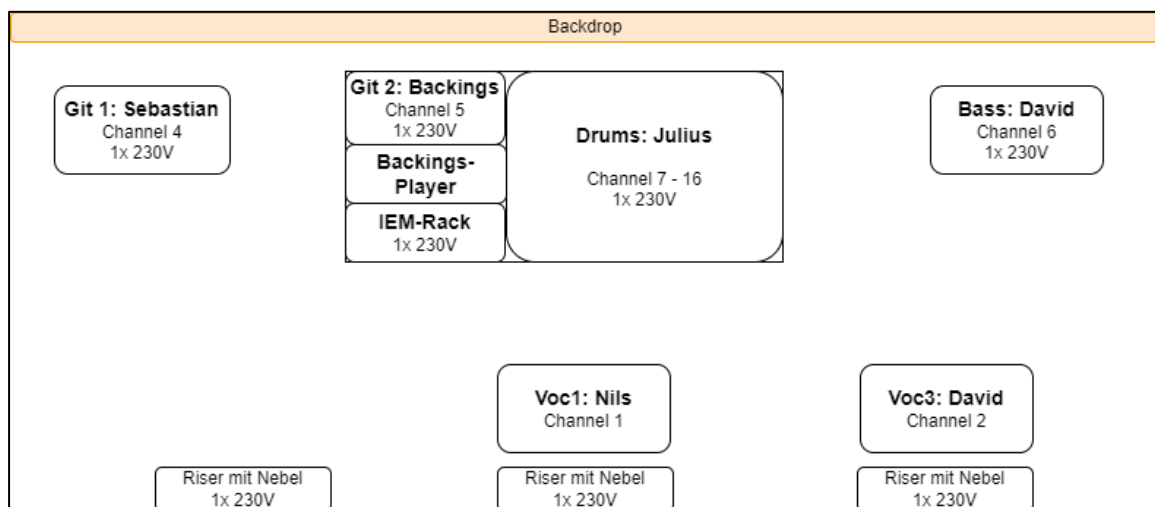 Backdrop
Git 1: Sebastian
Channel 4
1x 230V
Git 2: Backings
Channel 5
1x 230V
Backings-
Player
IEM-Rack
1x 230V
Drums: Julius
Channel 7 - 16
1x 230V
Bass: David
Channel 6
1x 230V
Voc1: Nils
Channel 1
Voc3: David
Channel 2
Riser mit Nebel
1x 230V
Riser mit Nebel
1x 230V
Riser mit Nebel
1x 230V